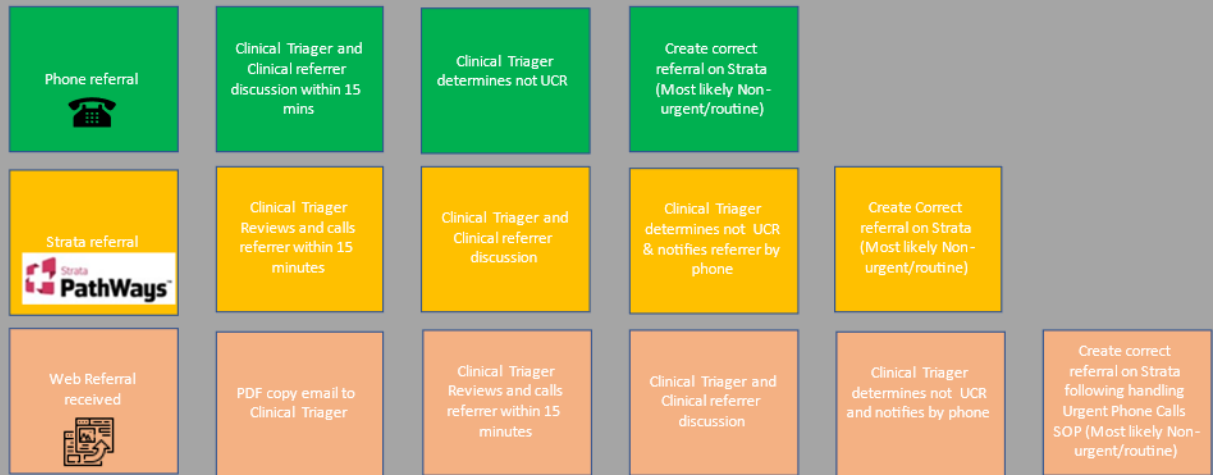 Phone referral
Clinical Triager and
Clinical referrer
discussion within 15
mins
Clinical Triager
determines not UCR
Create correct
referral on Strata
(Most likely Non-
urgent/routine)
Strata referral
Strata
PathWays™
Clinical Triager
Reviews and calls
referrer within 15
minutes
Clinical Triager and
Clinical referrer
discussion
Clinical Triager
determines not UCR
& notifies referrer by
phone
Create Correct
referral on Strata
(Most likely Non-
urgent/routine)
Web Referral
received
PDF copy email to
Clinical Triager
Clinical Triager
Reviews and calls
referrer within 15
minutes
Clinical Triager and
Clinical referrer
discussion
Clinical Triager
determines not UCR
and notifies by phone
Create correct
referral on Strata
following handling
Urgent Phone Calls
SOP (Most likely Non-
urgent/routine)